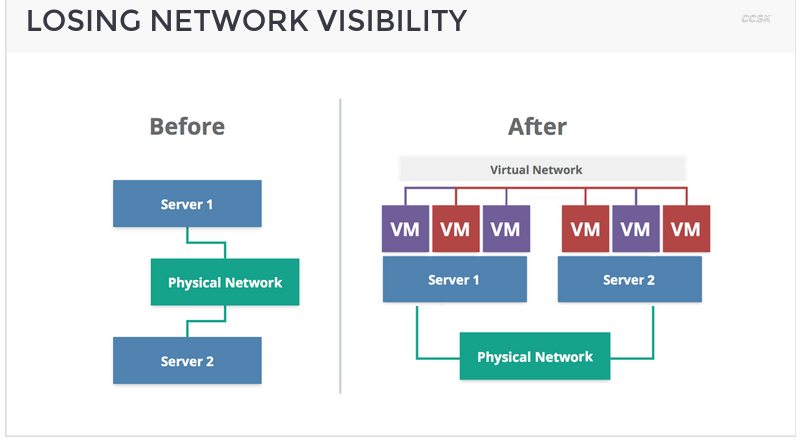 LOSING NETWORK VISIBILITY
CCSK
Before
After
Server 1
Physical Network
Server 2
Virtual Network
VM VM VM VM VM VM
Server 1 Server 2
Physical Network